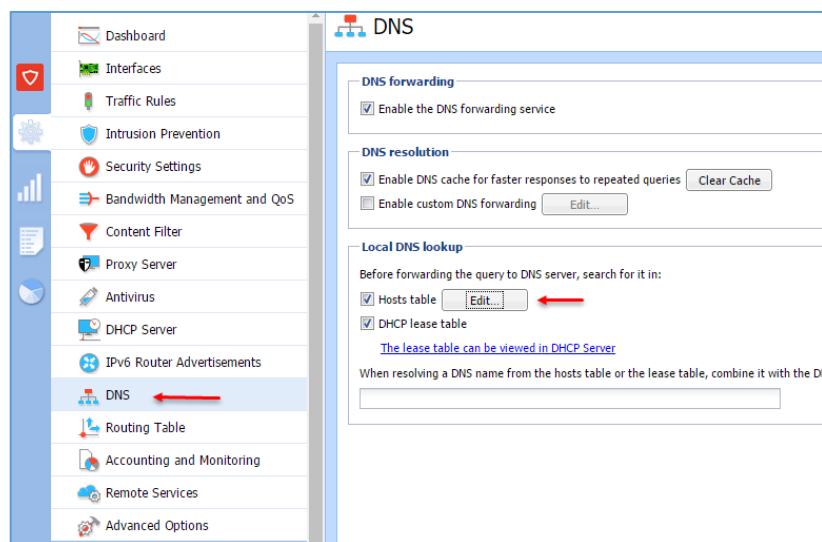 Dashboard
Interfaces
Traffic Rules
Intrusion Prevention
Security Settings
Bandwidth Management and QoS
Content Filter
Proxy Server
Antivirus
DHCP Server
IPv6 Router Advertisements
DNS
Routing Table
Accounting and Monitoring
Remote Services
Advanced Options
DNS
DNS forwarding
Enable the DNS forwarding service
DNS resolution
Enable DNS cache for faster responses to repeated queries Clear Cache
Enable custom DNS forwarding Edit...
Local DNS lookup
Before forwarding the query to DNS server, search for it in:
Hosts table Edit...
DHCP lease table
The lease table can be viewed in DHCP Server
When resolving a DNS name from the hosts table or the lease table, combine it with the